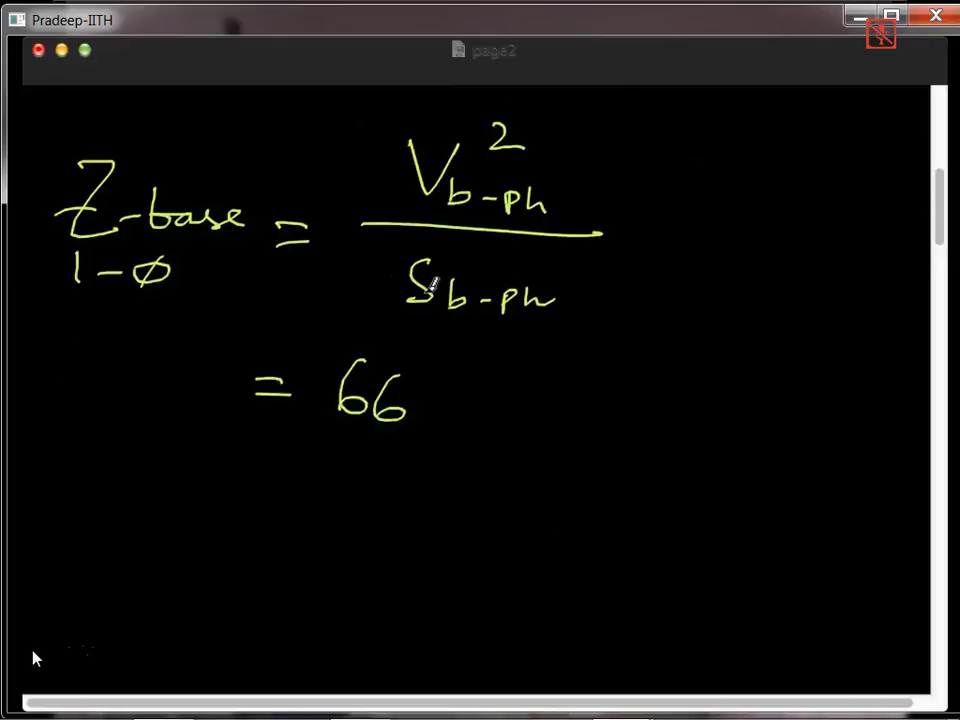 Pradeep-IITH
page2
Z-base = V²b-ph / Sb-ph
1-ϕ
= 66